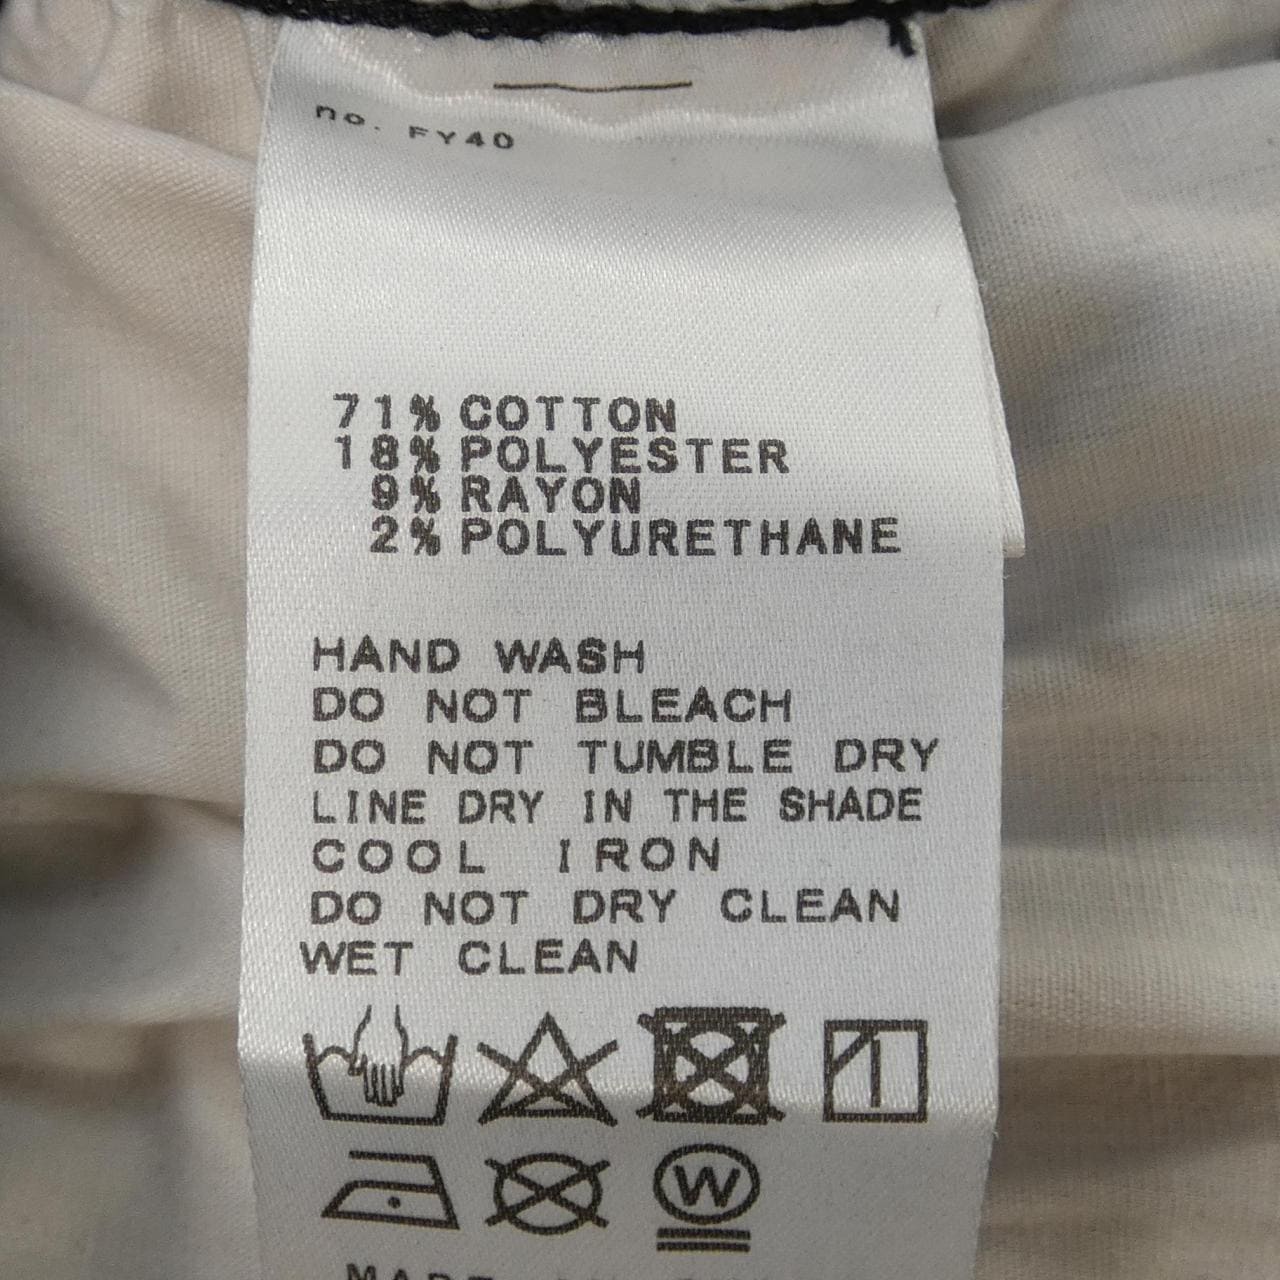 no. FY40
71% COTTON
18% POLYESTER
9% RAYON
2% POLYURETHANE
HAND WASH
DO NOT BLEACH
DO NOT TUMBLE DRY
LINE DRY IN THE SHADE
COOL IRON
DO NOT DRY CLEAN
WET CLEAN
W
MADE